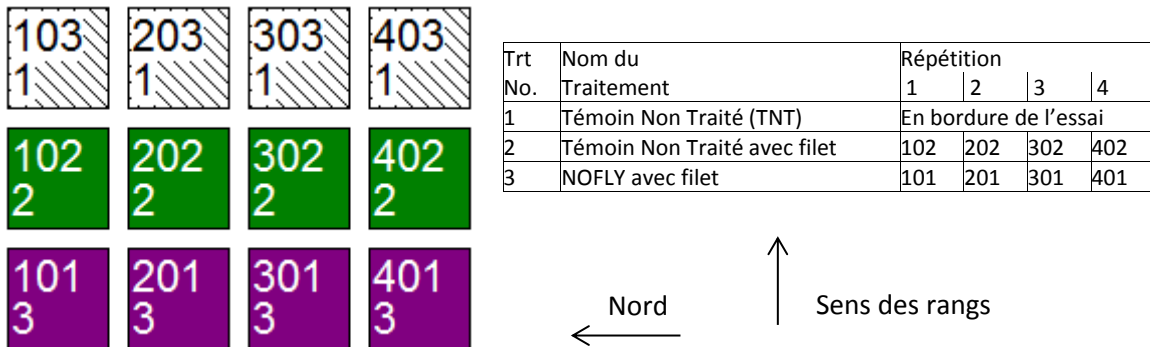 103 203 303 403
1 1 1 1
102 202 302 402
2 2 2 2
101 201 301 401
3 3 3 3
Trt Nom du Répétition
No. Traitement 1 2 3 4
1 Témoin Non Traité (TNT) En bordure de l'essai
2 Témoin Non Traité avec filet 102 202 302 402
3 NOFLY avec filet 101 201 301 401
Nord Sens des rangs